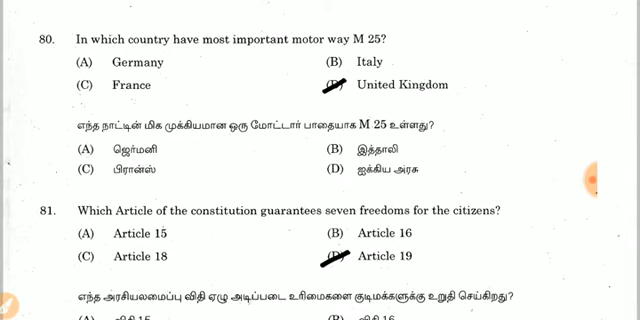 80. In which country have most important motor way M 25?
(A) Germany (B) Italy
(C) France (D) United Kingdom
எந்த நாட்டின் மிக முக்கியமான ஒரு மோட்டார் பாதையாக M 25 உள்ளது?
(A) ஜெர்மனி (B) இத்தாலி
(C) பிரான்ஸ் (D) ஐக்கிய அரசு
81. Which Article of the constitution guarantees seven freedoms for the citizens?
(A) Article 15 (B) Article 16
(C) Article 18 (D) Article 19
எந்த அரசியலமைப்பு விதி ஏழு அடிப்படை உரிமைகளை குடிமக்களுக்கு உறுதி செய்கிறது?
(A) விதி 15 (B) விதி 16